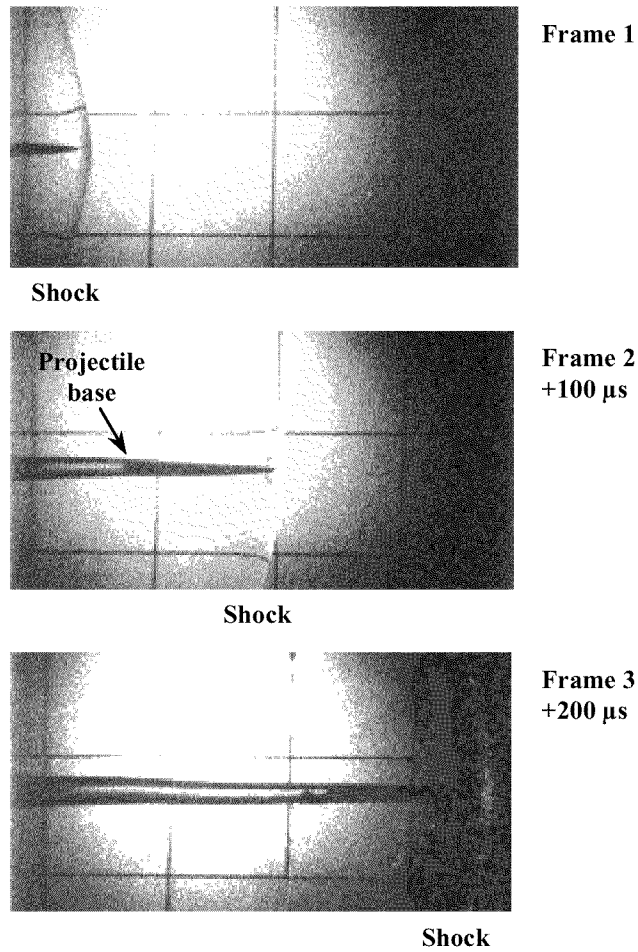 Frame 1
Shock
Projectile
base
Frame 2
+100 µs
Shock
Frame 3
+200 µs
Shock